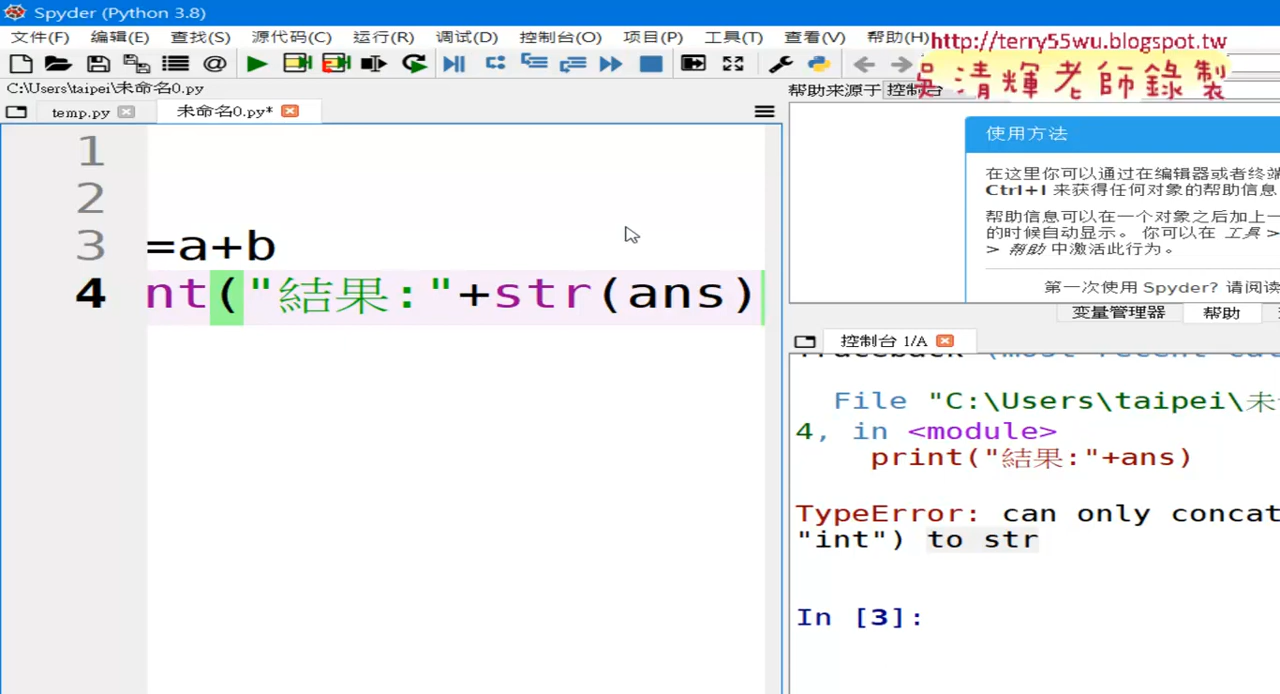 Spyder (Python 3.8)
文件(F) 编辑(E) 查找(S) 源代码(C) 运行(R) 调试(D) 控制台(O) 项目(P) 工具(T) 查看(V) 帮助(H)
http://terry55wu.blogspot.tw
吳清輝老師錄製
C:\Users\taipei\未命名0.py
帮助来源于 控制台
temp.py 未命名0.py*
1
2
3 =a+b
4 nt("結果:"+str(ans)
使用方法
在这里你可以通过在编辑器或者终端
Ctrl+I 来获得任何对象的帮助信息
帮助信息可以在一个对象之后加上一
的时候自动显示。 你可以在 工具 >
> 帮助 中激活此行为。
第一次使用 Spyder? 请阅读
变量管理器 帮助
控制台 1/A
Traceback (most recent cal
File "C:\Users\taipei\未
4, in <module>
print("結果:"+ans)
TypeError: can only concat
"int") to str
In [3]: